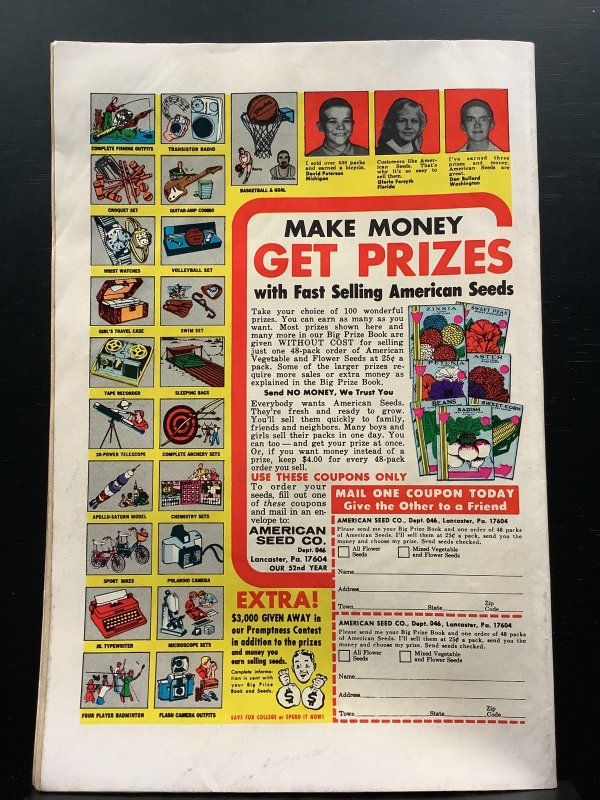 COMPLETE FISHING OUTFITS
TRANSISTOR RADIO
CROQUET SET
GUITAR-AMP COMBO
WRIST WATCHES
VOLLEYBALL SET
GIRL'S TRAVEL CASE
SWIM SET
TAPE RECORDER
SLEEPING BAGS
30-POWER TELESCOPE
COMPLETE ARCHERY SETS
APOLLO-SATURN MODEL
CHEMISTRY SETS
SPORT BIKES
POLAROID CAMERA
JR. TYPEWRITER
MICROSCOPE SETS
FOUR PLAYER BADMINTON
FLASH CAMERA OUTFITS
BASKETBALL & GOAL
I sold over 500 packs
and earned a bicycle.
David Peterson
Michigan
Customers like Amer-
ican Seeds. That's
why it's so easy to
sell them.
Gloria Forsyth
Florida
I've earned three
prizes and money.
American Seeds are
great.
Dan Bullard
Washington
MAKE MONEY
GET PRIZES
with Fast Selling American Seeds
Take your choice of 100 wonderful
prizes. You can earn as many as you
want. Most prizes shown here and
many more in our Big Prize Book are
given WITHOUT COST for selling
just one 48-pack order of American
Vegetable and Flower Seeds at 25¢ a
pack. Some of the larger prizes re-
quire more sales or extra money as
explained in the Big Prize Book.
Send NO MONEY, We Trust You
Everybody wants American Seeds.
They're fresh and ready to grow.
You'll sell them quickly to family,
friends and neighbors. Many boys and
girls sell their packs in one day. You
can too — and get your prize at once.
Or, if you want money instead of a
prize, keep $4.00 for every 48-pack
order you sell.
ZINNIA
SWEET PEAS
ASTER
BEANS
RADISH
SWEET CORN
USE THESE COUPONS ONLY
To order your
seeds, fill out one
of these coupons
and mail in an en-
velope to:
AMERICAN
SEED CO.
Dept. 046
Lancaster, Pa. 17604
OUR 52ND YEAR
EXTRA!
$3,000 GIVEN AWAY in
our Promptness Contest
in addition to the prizes
and money you
earn selling seeds.
Complete informa-
tion is sent with
your Big Prize
Book and Seeds.
$
$
SAVE FOR COLLEGE or SPEND IT NOW!
MAIL ONE COUPON TODAY
Give the Other to a Friend
AMERICAN SEED CO., Dept. 046, Lancaster, Pa. 17604
Please send me your Big Prize Book and one order of 48 packs
of American Seeds. I'll sell them at 25¢ a pack, send you the
money and choose my prize. Send seeds checked.
All Flower
Seeds
Mixed Vegetable
and Flower Seeds
Name
Address
Town State Zip Code
AMERICAN SEED CO., Dept. 046, Lancaster, Pa. 17604
Please send me your Big Prize Book and one order of 48 packs
of American Seeds. I'll sell them at 25¢ a pack, send you the
money and choose my prize. Send seeds checked.
All Flower
Seeds
Mixed Vegetable
and Flower Seeds
Name
Address
Town State Zip Code